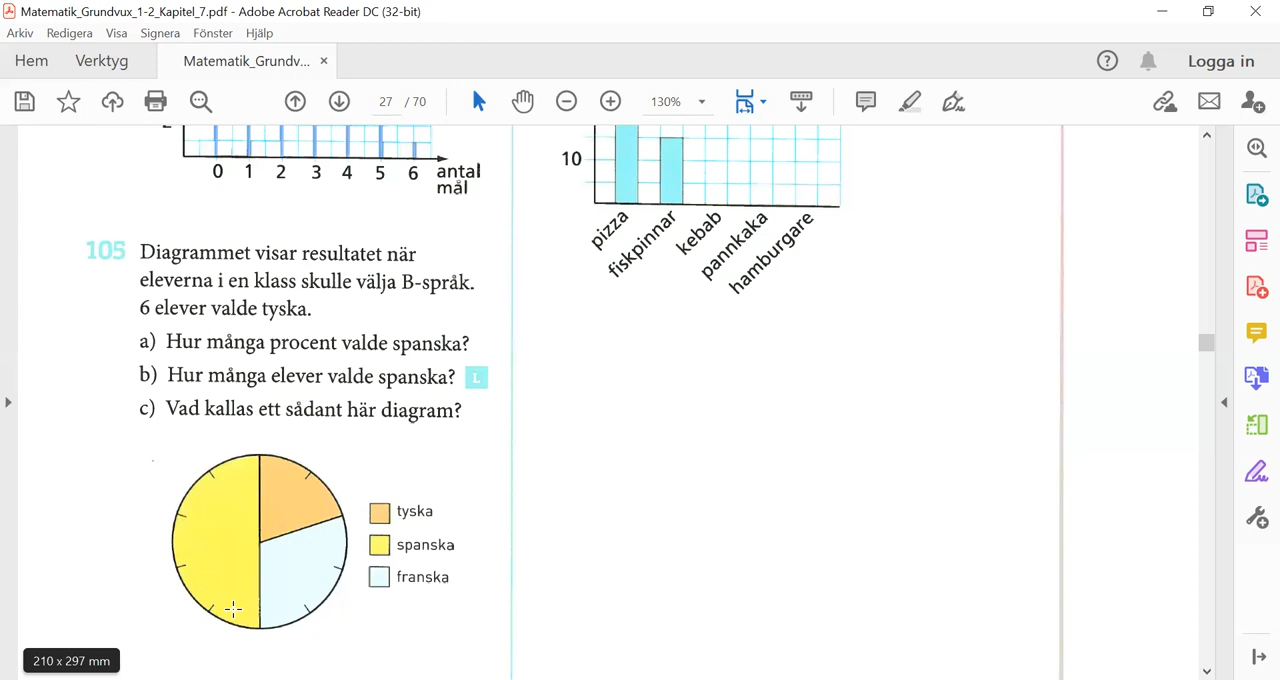 Matematik_Grundvux_1-2_Kapitel_7.pdf - Adobe Acrobat Reader DC (32-bit)
Arkiv Redigera Visa Signera Fönster Hjälp
Hem Verktyg Matematik_Grundv... × Logga in
27 / 70 130%
0 1 2 3 4 5 6 antal
mål
10
pizza
fiskpinnar
kebab
pannkaka
hamburgare
105 Diagrammet visar resultatet när
eleverna i en klass skulle välja B-språk.
6 elever valde tyska.
a) Hur många procent valde spanska?
b) Hur många elever valde spanska? L
c) Vad kallas ett sådant här diagram?
tyska
spanska
franska
210 x 297 mm